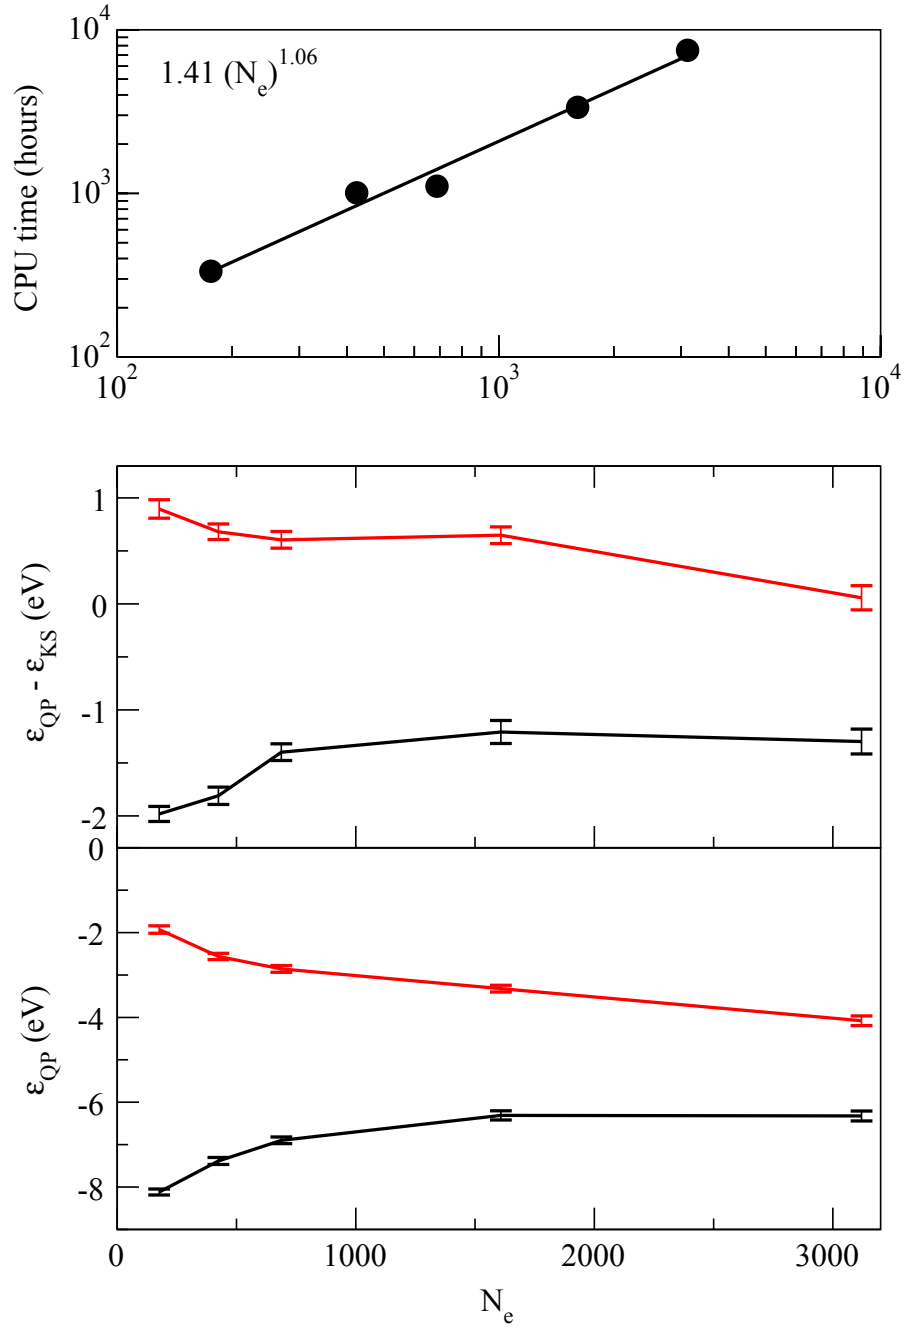 10^4
1.41 (N_e)^1.06
CPU time (hours)
10^3
10^2
10^2 10^3 10^4
1
0
-1
-2
ε_QP - ε_KS (eV)
0
-2
-4
-6
-8
ε_QP (eV)
0 1000 2000 3000
N_e